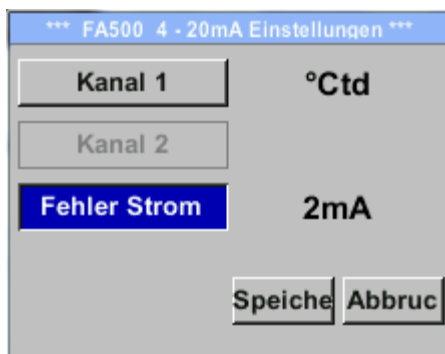 *** FA500 4 - 20mA Einstellungen ***
Kanal 1 °Ctd
Kanal 2
Fehler Strom 2mA
Speiche Abbruc